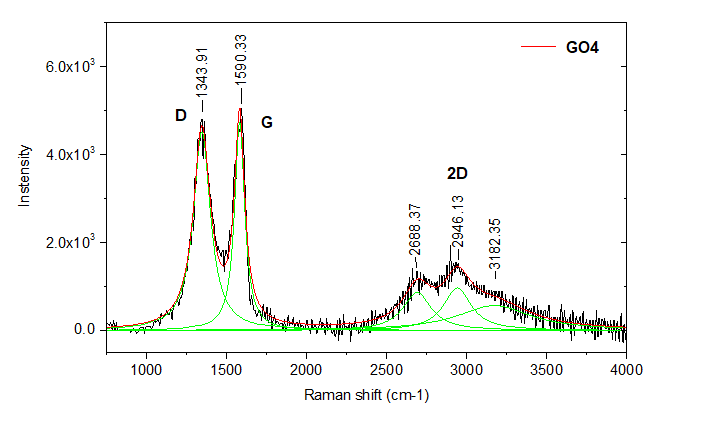 GO4
6.0x10³
4.0x10³
2.0x10³
0.0
Instensity
D
1343.91
1590.33
G
2D
2688.37
2946.13
3182.35
1000
1500
2000
2500
3000
3500
4000
Raman shift (cm-1)